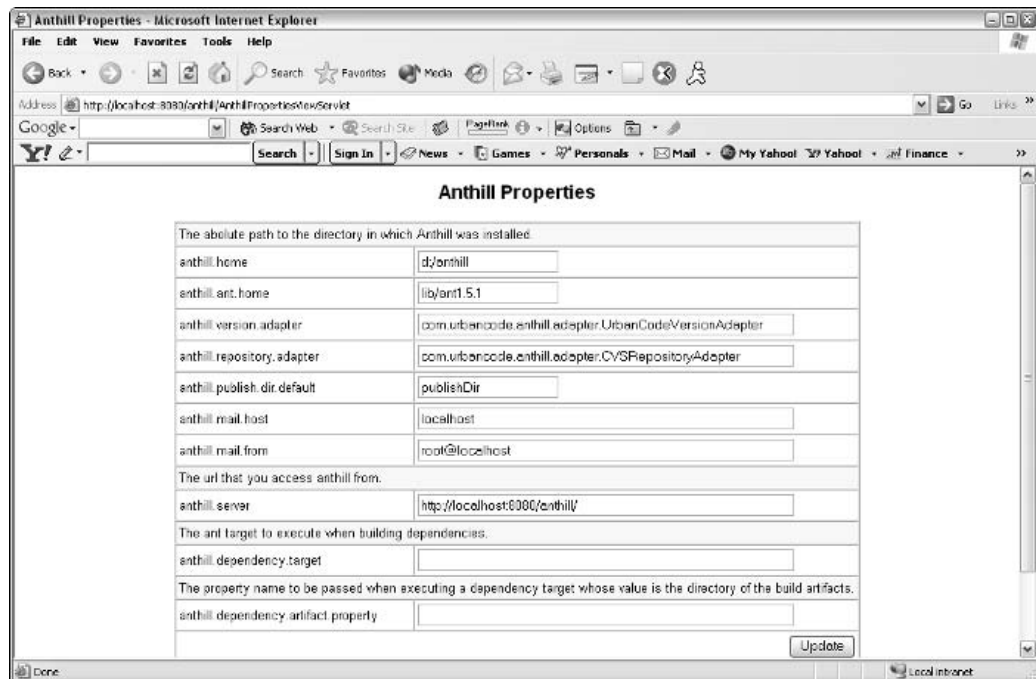 Anthill Properties - Microsoft Internet Explorer
File Edit View Favorites Tools Help
Back Search Favorites Media
Address http://localhost:8080/anthill/AnthillPropertiesViewServlet Go Links »
Google Search Web Search Site PageRank Options
Y! Search Sign In News Games Personals Mail My Yahoo! Y! Yahoo! Finance »
Anthill Properties
The abolute path to the directory in which Anthill was installed.
anthill.home d:/anthill
anthill.ant.home lib/ant1.5.1
anthill.version.adapter com.urbancode.anthill.adapter.UrbanCodeVersionAdapter
anthill.repository.adapter com.urbancode.anthill.adapter.CVSRepositoryAdapter
anthill.publish.dir.default publishDir
anthill.mail.host localhost
anthill.mail.from root@localhost
The url that you access anthill from.
anthill.server http://localhost:8080/anthill/
The ant target to execute when building dependencies.
anthill.dependency.target
The property name to be passed when executing a dependency target whose value is the directory of the build artifacts.
anthill.dependency.artifact.property
Update
Done Local intranet